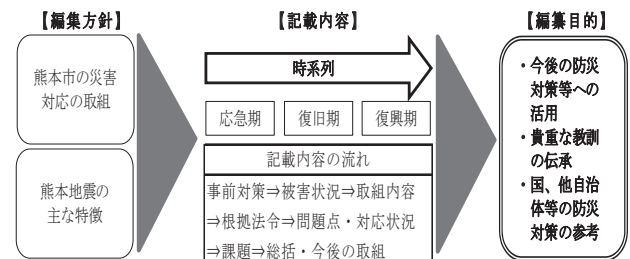 【編集方針】
熊本市の災害
対応の取組
熊本地震の
主な特徴
【記載内容】
時系列
応急期
復旧期
復興期
記載内容の流れ
事前対策⇒被害状況⇒取組内容
⇒根拠法令⇒問題点・対応状況
⇒課題⇒総括・今後の取組
【編纂目的】
・今後の防災
対策等への
活用
・貴重な教訓
の伝承
・国、他自治
体等の防災
対策の参考